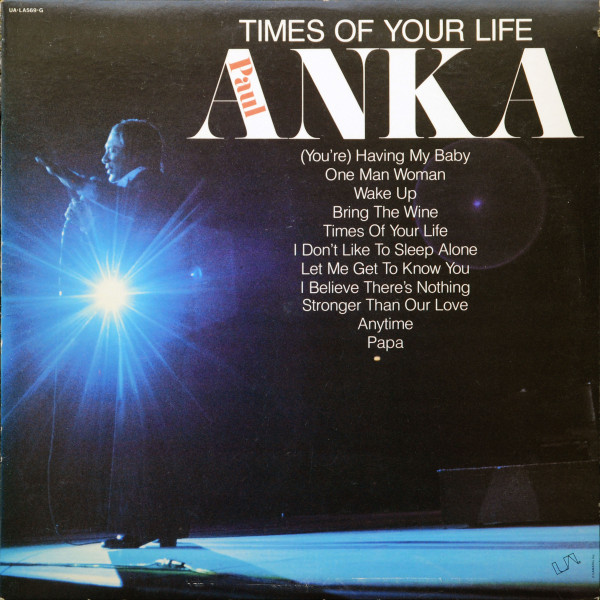 UA-LA569-G
TIMES OF YOUR LIFE
Paul
ANKA
(You're) Having My Baby
One Man Woman
Wake Up
Bring The Wine
Times Of Your Life
I Don't Like To Sleep Alone
Let Me Get To Know You
I Believe There's Nothing
Stronger Than Our Love
Anytime
Papa
UA